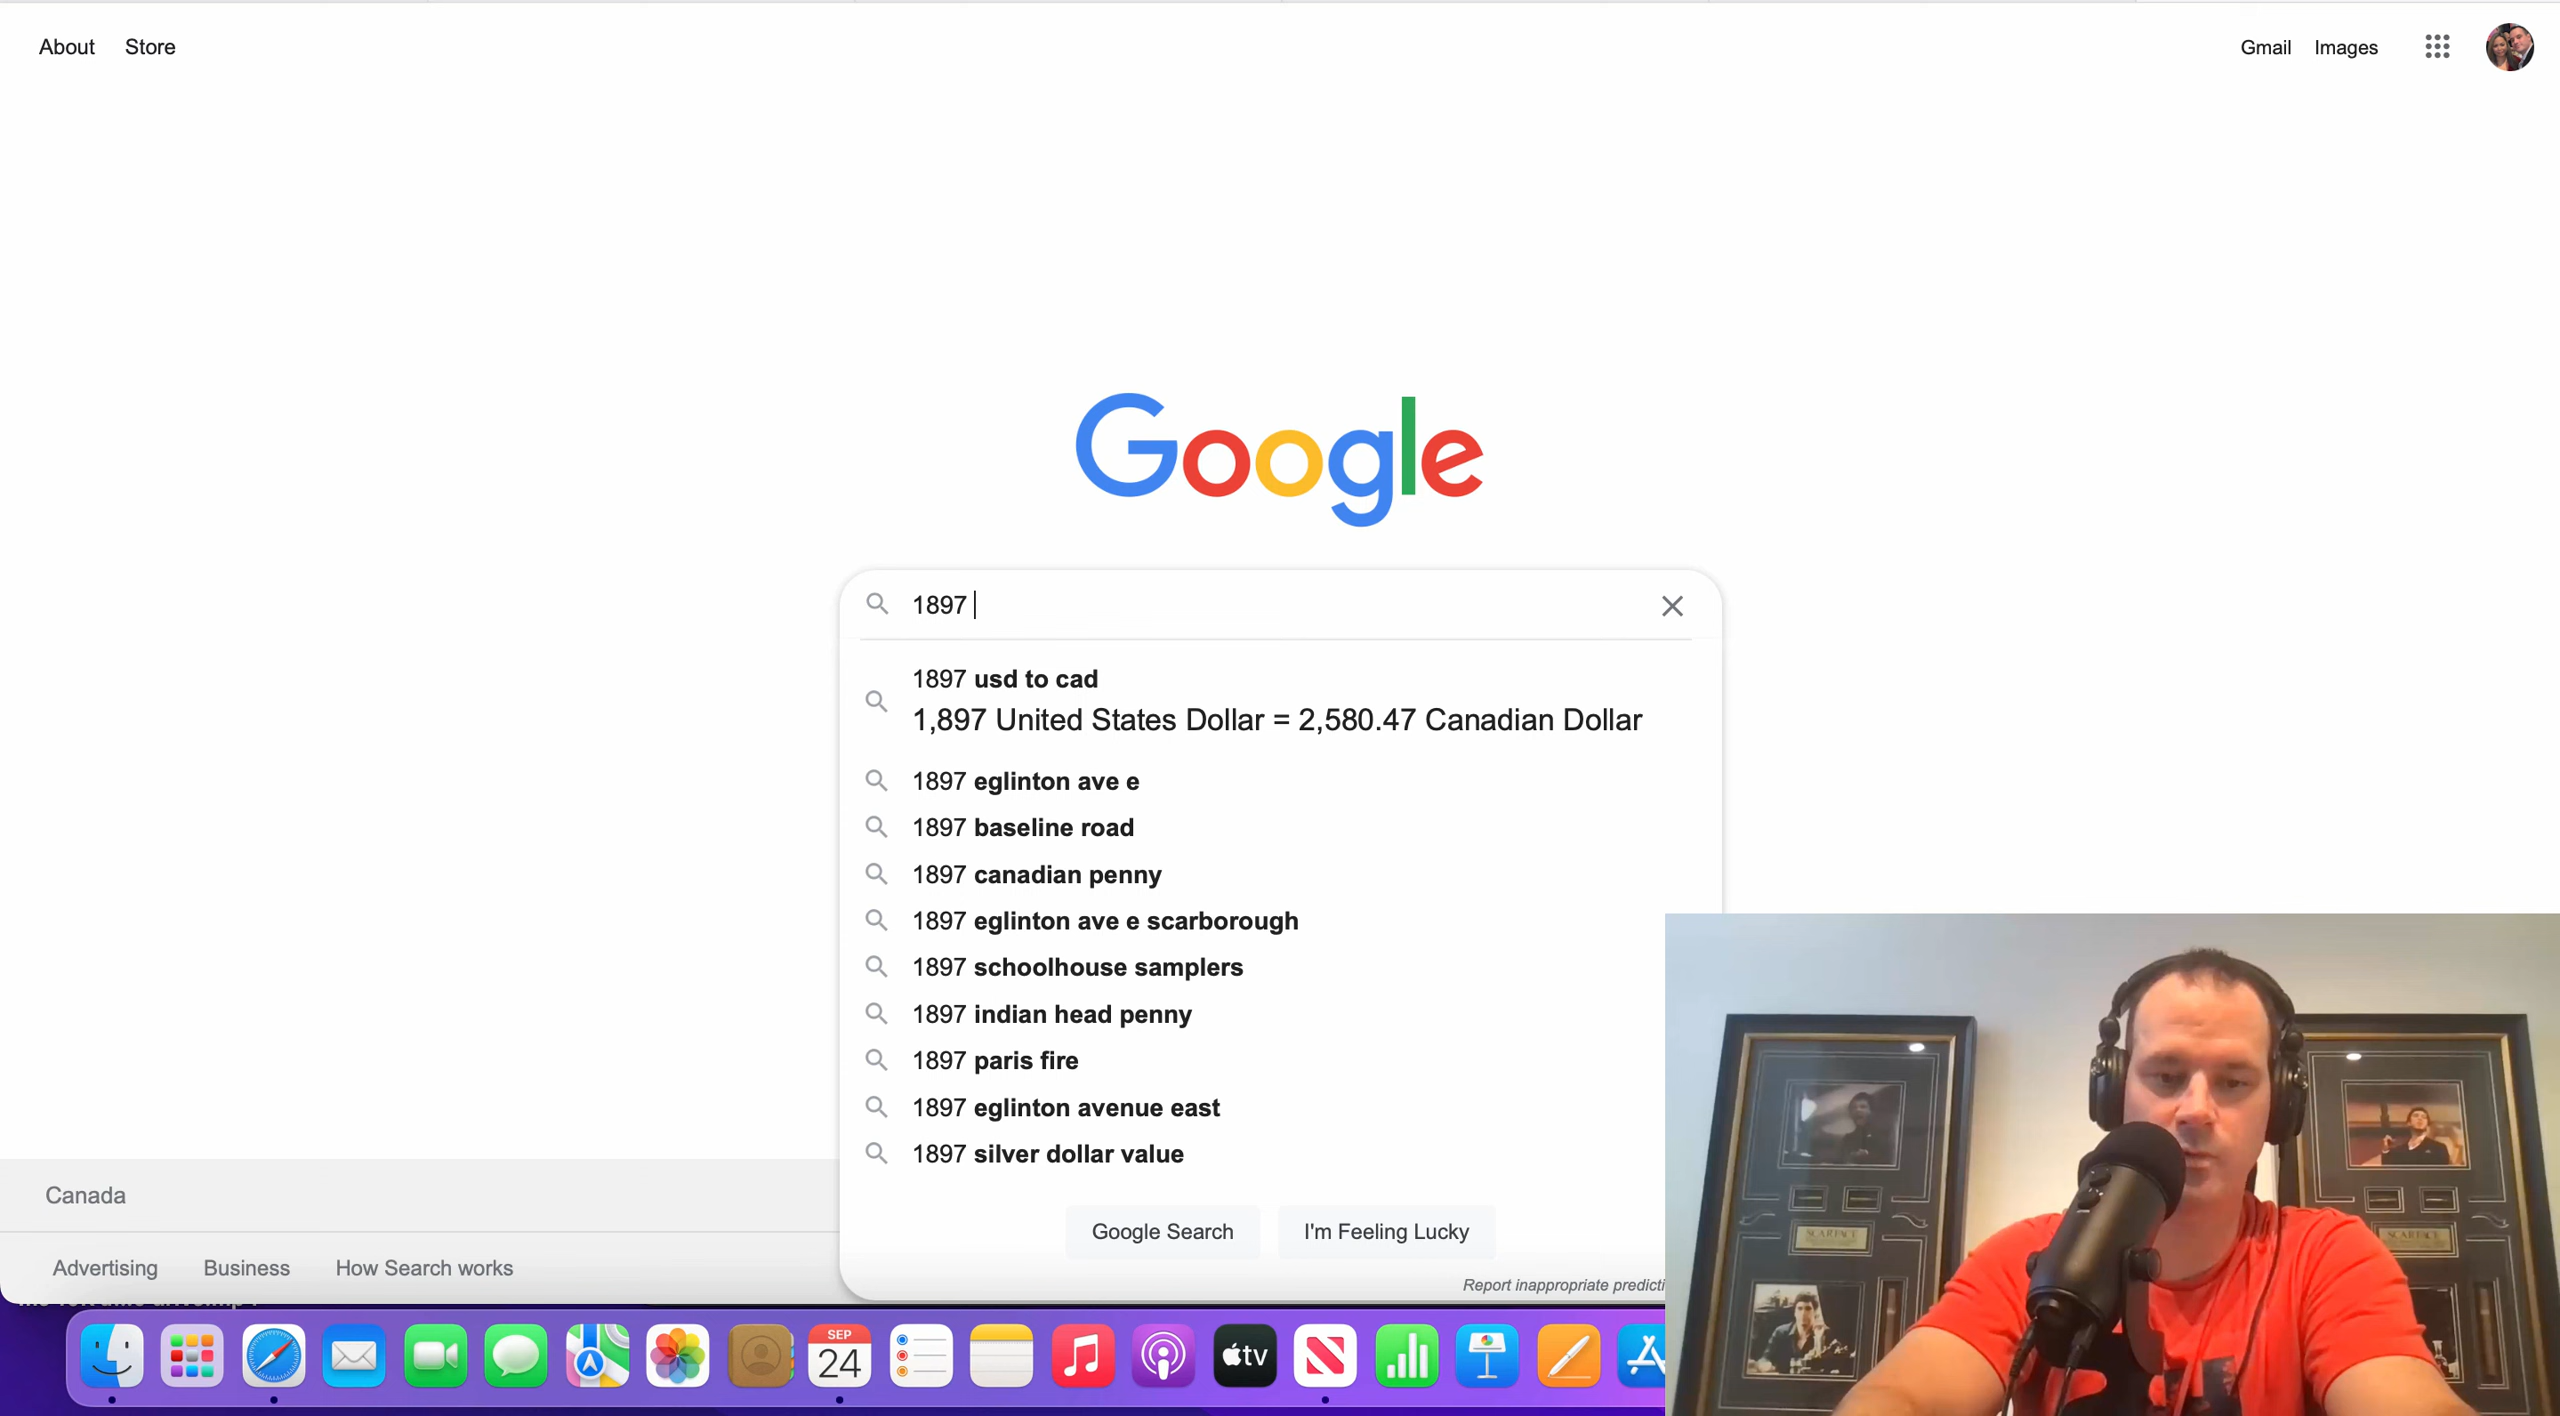 About Store
Gmail Images
Google
1897
1897 usd to cad
1,897 United States Dollar = 2,580.47 Canadian Dollar
1897 eglinton ave e
1897 baseline road
1897 canadian penny
1897 eglinton ave e scarborough
1897 schoolhouse samplers
1897 indian head penny
1897 paris fire
1897 eglinton avenue east
1897 silver dollar value
Google Search I'm Feeling Lucky
Report inappropriate predicti
Canada
Advertising Business How Search works
SEP
24
tv
SCARFACE
SCARFACE